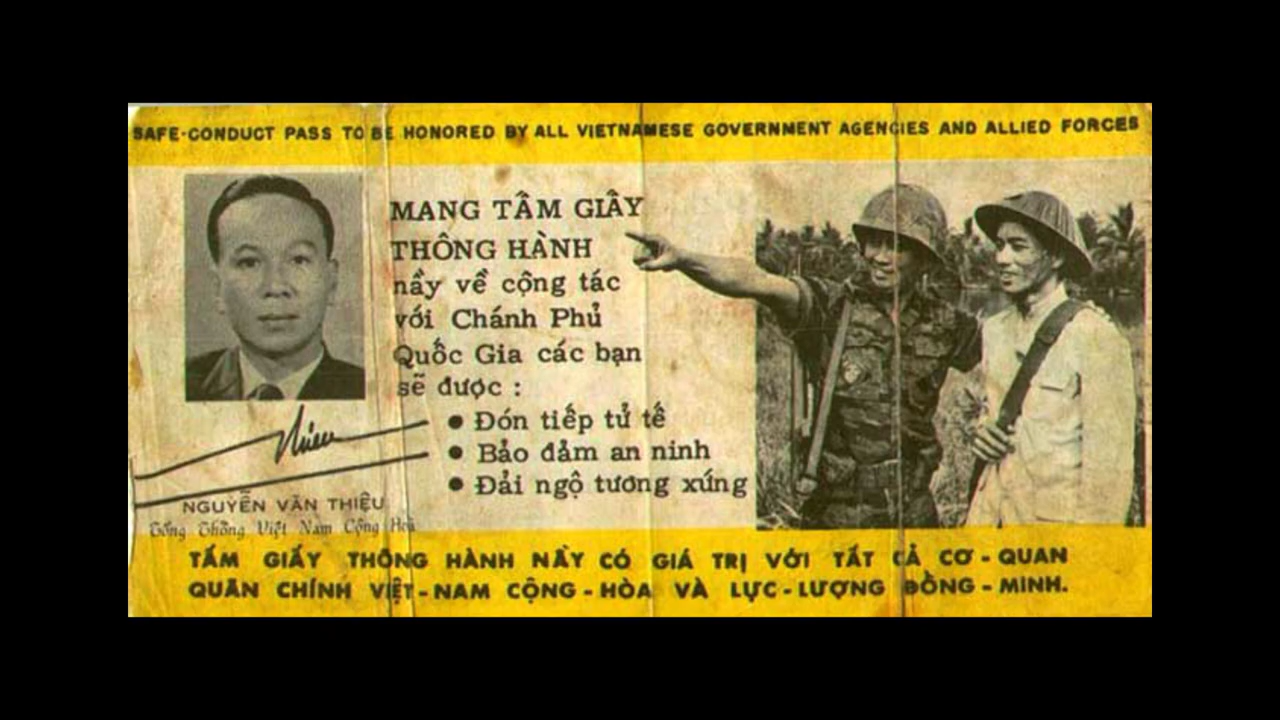 SAFE-CONDUCT PASS TO BE HONORED BY ALL VIETNAMESE GOVERNMENT AGENCIES AND ALLIED FORCES
MANG TẤM GIẤY
THÔNG HÀNH
nầy về cộng tác
với Chánh Phủ
Quốc Gia các bạn
sẽ được :
● Đón tiếp tử tế
● Bảo đảm an ninh
● Đải ngộ tương xứng
NGUYỄN VĂN THIỆU
Tổng Thống Việt Nam Cộng Hoà
TẤM GIẤY THÔNG HÀNH NẦY CÓ GIÁ TRỊ VỚI TẤT CẢ CƠ - QUAN
QUÂN CHÍNH VIỆT - NAM CỘNG - HÒA VÀ LỰC - LƯỢNG ĐỒNG - MINH.